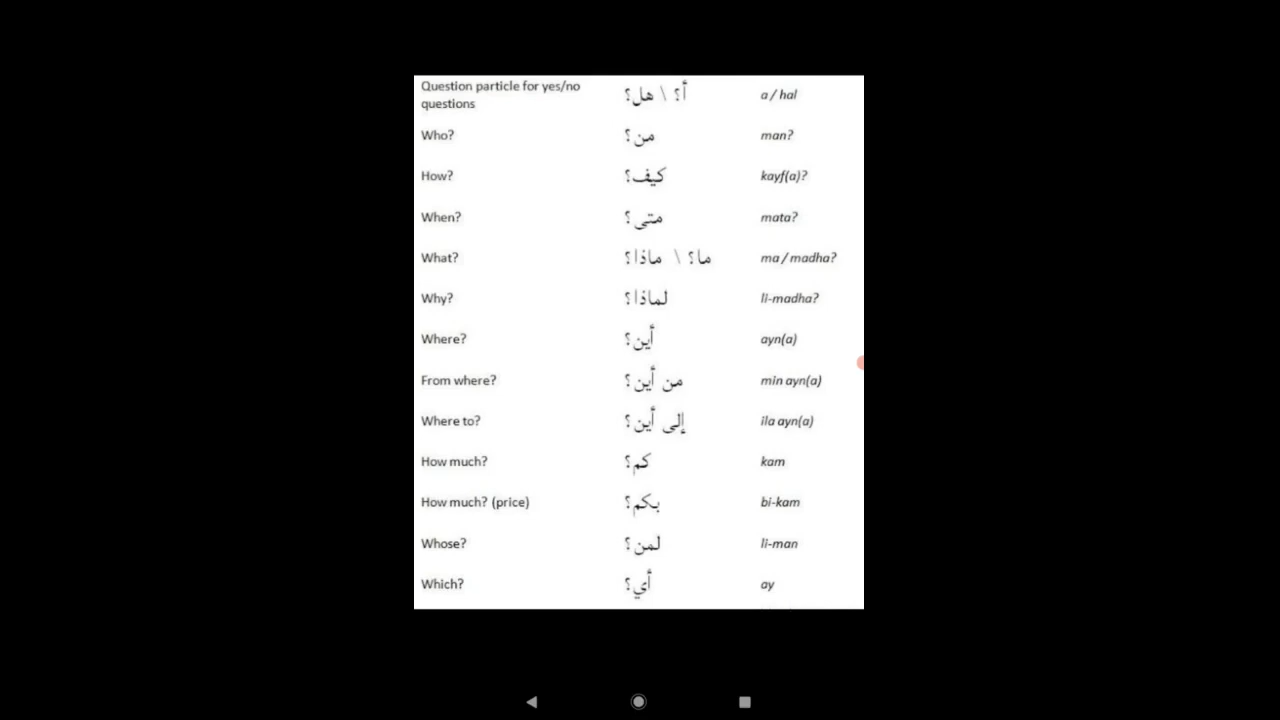 Question particle for yes/no أ؟ \ هل؟ a / hal
questions
Who? من؟ man?
How? كيف؟ kayf(a)?
When? متى؟ mata?
What? ما؟ \ ماذا؟ ma / madha?
Why? لماذا؟ li-madha?
Where? أين؟ ayn(a)
From where? من أين؟ min ayn(a)
Where to? إلى أين؟ ila ayn(a)
How much? كم؟ kam
How much? (price) بكم؟ bi-kam
Whose? لمن؟ li-man
Which? أي؟ ay